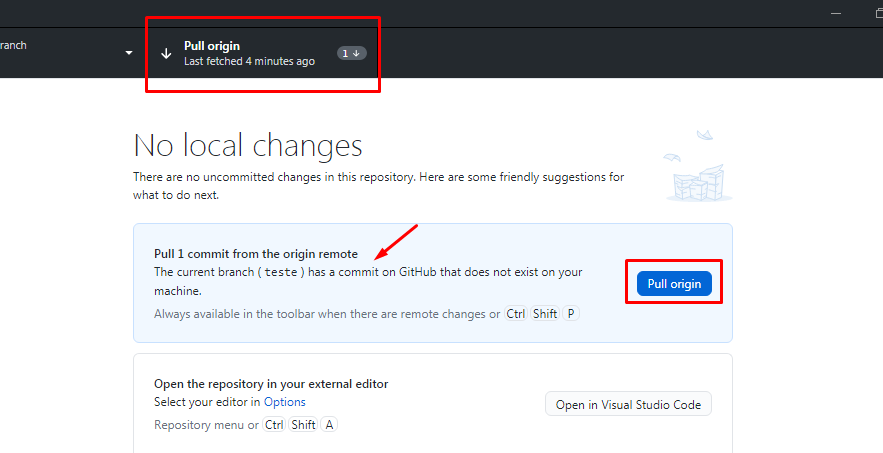 ranch
Pull origin
Last fetched 4 minutes ago
1
No local changes
There are no uncommitted changes in this repository. Here are some friendly suggestions for
what to do next.
Pull 1 commit from the origin remote
The current branch ( teste ) has a commit on GitHub that does not exist on your
machine.
Always available in the toolbar when there are remote changes or Ctrl Shift P
Pull origin
Open the repository in your external editor
Select your editor in Options
Repository menu or Ctrl Shift A
Open in Visual Studio Code